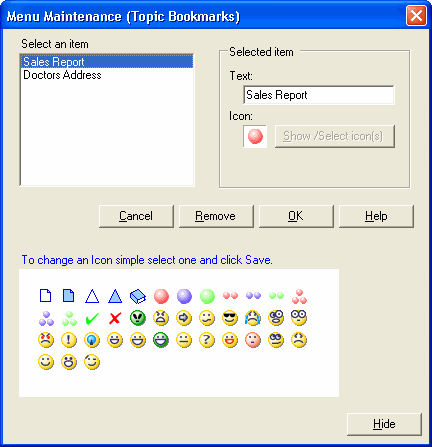 Menu Maintenance (Topic Bookmarks)
Select an item
Sales Report
Doctors Address
Selected item
Text:
Sales Report
Icon:
Show /Select icon(s)
Cancel
Remove
OK
Help
To change an Icon simple select one and click Save.
Hide